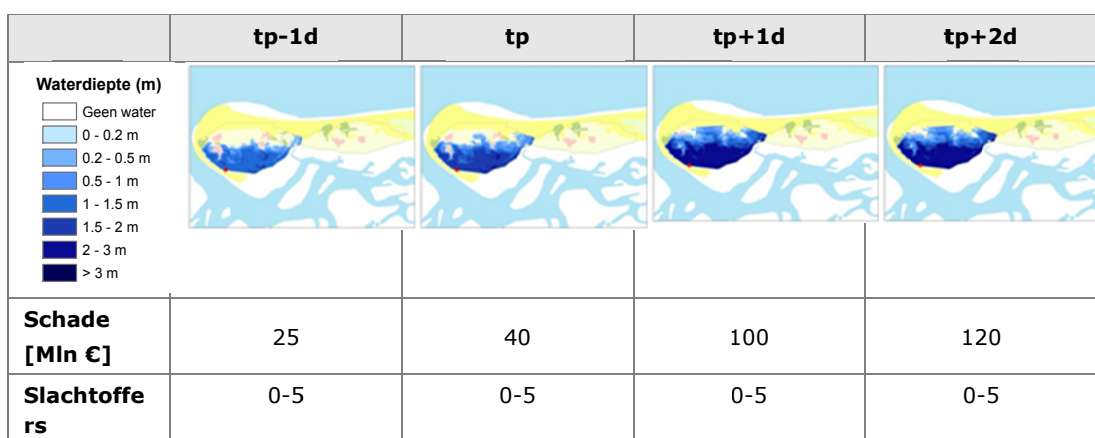 tp-1d tp tp+1d tp+2d
Waterdiepte (m)
Geen water
0 - 0.2 m
0.2 - 0.5 m
0.5 - 1 m
1 - 1.5 m
1.5 - 2 m
2 - 3 m
> 3 m
Schade
[Mln €]
25 40 100 120
Slachtoffe
rs
0-5 0-5 0-5 0-5